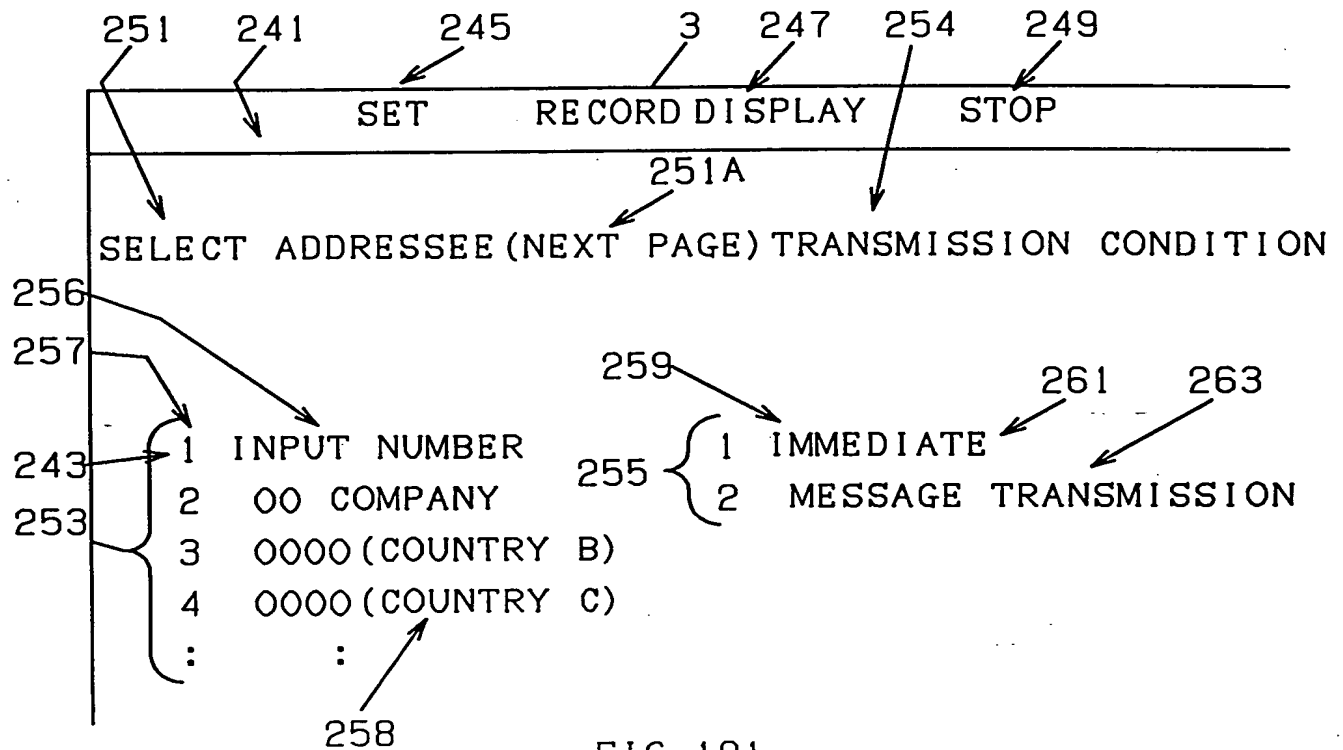 251 241 245 3 247 254 249
SET RECORD DISPLAY STOP
251A
SELECT ADDRESSEE (NEXT PAGE) TRANSMISSION CONDITION
256
257 259 261 263
243 1 INPUT NUMBER 255 1 IMMEDIATE
2 OO COMPANY 2 MESSAGE TRANSMISSION
253 3 OOOO (COUNTRY B)
4 OOOO (COUNTRY C)
: :
258